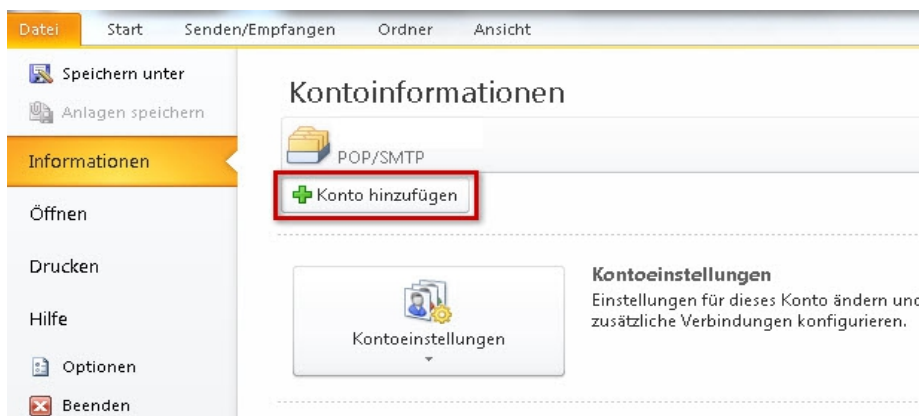 Datei Start Senden/Empfangen Ordner Ansicht
Speichern unter
Anlagen speichern
Informationen
Öffnen
Drucken
Hilfe
Optionen
Beenden
Kontoinformationen
POP/SMTP
Konto hinzufügen
Kontoeinstellungen
Kontoeinstellungen
Einstellungen für dieses Konto ändern und
zusätzliche Verbindungen konfigurieren.